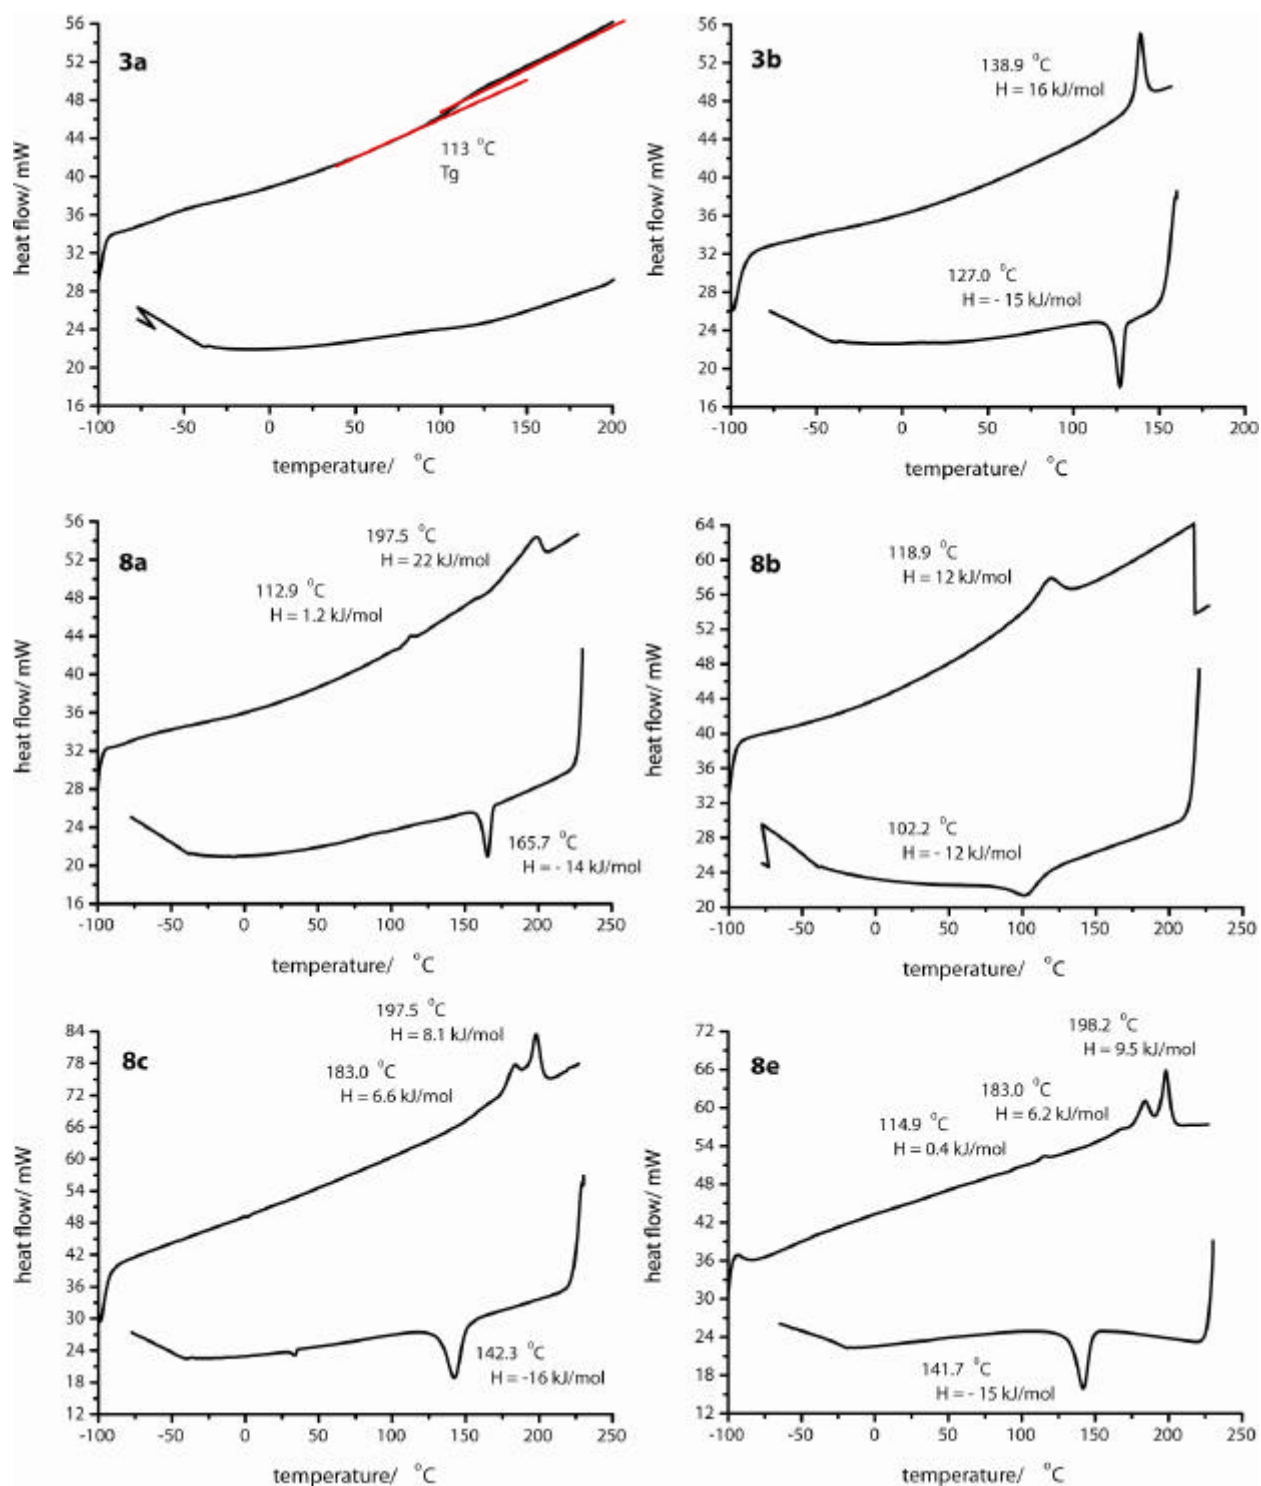 3a
56
52
48
44
40
36
32
28
24
20
16
heat flow/ mW
113 °C
Tg
-100 -50 0 50 100 150 200
temperature/ °C
3b
56
52
48
44
40
36
32
28
24
20
16
heat flow/ mW
138.9 °C
H = 16 kJ/mol
127.0 °C
H = - 15 kJ/mol
-100 -50 0 50 100 150 200
temperature/ °C
8a
56
52
48
44
40
36
32
28
24
20
16
heat flow/ mW
197.5 °C
H = 22 kJ/mol
112.9 °C
H = 1.2 kJ/mol
165.7 °C
H = - 14 kJ/mol
-100 -50 0 50 100 150 200 250
temperature/ °C
8b
64
60
56
52
48
44
40
36
32
28
24
20
heat flow/ mW
118.9 °C
H = 12 kJ/mol
102.2 °C
H = - 12 kJ/mol
-100 -50 0 50 100 150 200 250
temperature/ °C
8c
84
78
72
66
60
54
48
42
36
30
24
18
12
heat flow/ mW
197.5 °C
H = 8.1 kJ/mol
183.0 °C
H = 6.6 kJ/mol
142.3 °C
H = -16 kJ/mol
-100 -50 0 50 100 150 200 250
temperature/ °C
8e
72
66
60
54
48
42
36
30
24
18
12
heat flow/ mW
198.2 °C
H = 9.5 kJ/mol
183.0 °C
H = 6.2 kJ/mol
114.9 °C
H = 0.4 kJ/mol
141.7 °C
H = - 15 kJ/mol
-100 -50 0 50 100 150 200 250
temperature/ °C